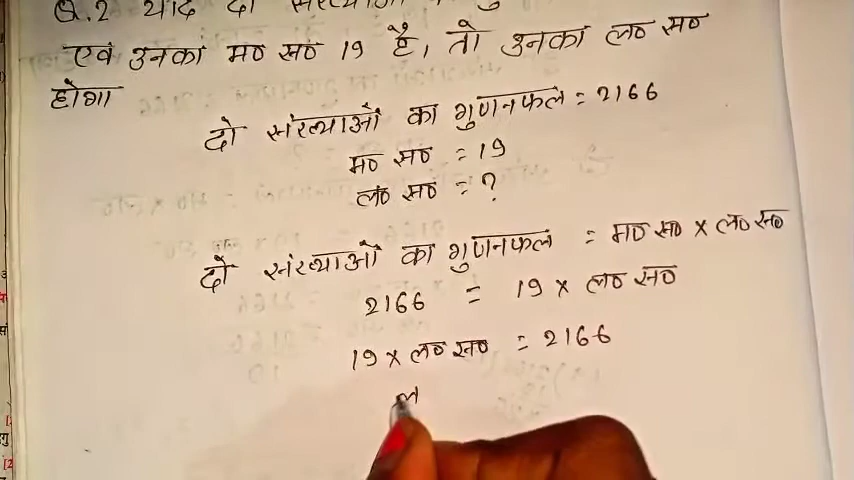 Q.2 यदि दो संख्याओं
एवं उनका म० स० 19 है, तो उनका ल० स०
होगा
दो संख्याओं का गुणनफल = 2166
म० स० = 19
ल० स० = ?
दो संख्याओं का गुणनफल = म० स० × ल० स०
2166 = 19 × ल० स०
19 × ल० स० = 2166
ल